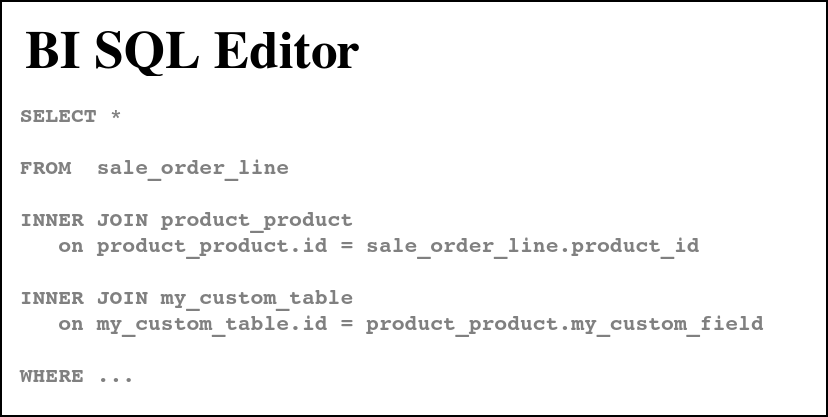 BI SQL Editor
SELECT *
FROM  sale_order_line
INNER JOIN product_product
   on product_product.id = sale_order_line.product_id
INNER JOIN my_custom_table
   on my_custom_table.id = product_product.my_custom_field
WHERE ...